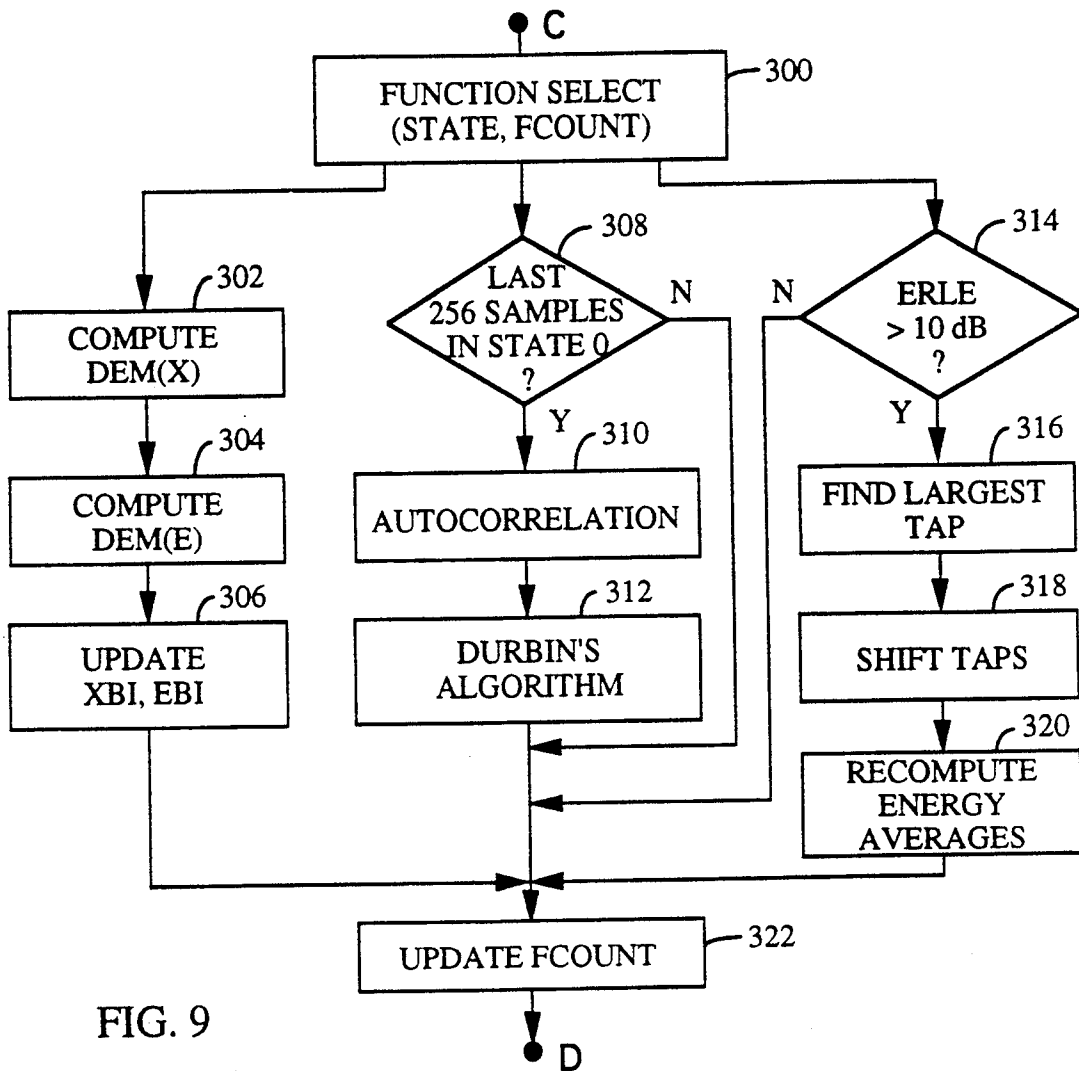 C
FUNCTION SELECT
(STATE, FCOUNT)
300
302
COMPUTE
DEM(X)
304
COMPUTE
DEM(E)
306
UPDATE
XBI, EBI
308
LAST
256 SAMPLES
IN STATE 0
?
N
Y
310
AUTOCORRELATION
312
DURBIN'S
ALGORITHM
314
ERLE
> 10 dB
?
N
Y
316
FIND LARGEST
TAP
318
SHIFT TAPS
320
RECOMPUTE
ENERGY
AVERAGES
UPDATE FCOUNT
322
D
FIG. 9